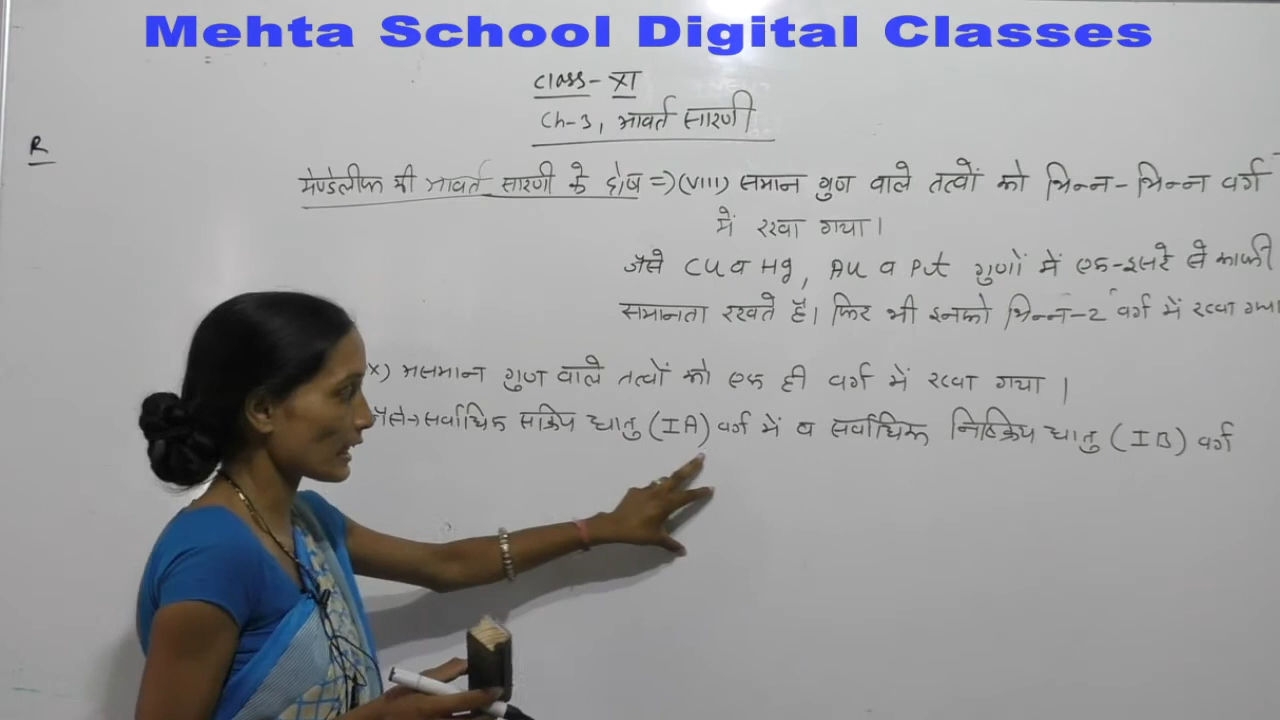 Mehta School Digital Classes
Class- XI
Ch-3, आवर्त सारणी
R
मेण्डेलीफ की आवर्त सारणी के दोष => (VIII) समान गुण वाले तत्वों को भिन्न-भिन्न वर्ग
में रखा गया।
जैसे Cu व Hg, Au व Pt गुणों में एक-दूसरे से काफी
समानता रखते हैं। फिर भी इनको भिन्न-2 वर्ग में रखा गया
X) असमान गुण वाले तत्वों को एक ही वर्ग में रखा गया |
जैसे→ सर्वाधिक सक्रिय धातु (IA) वर्ग में व सर्वाधिक निष्क्रिय धातु (IB) वर्ग